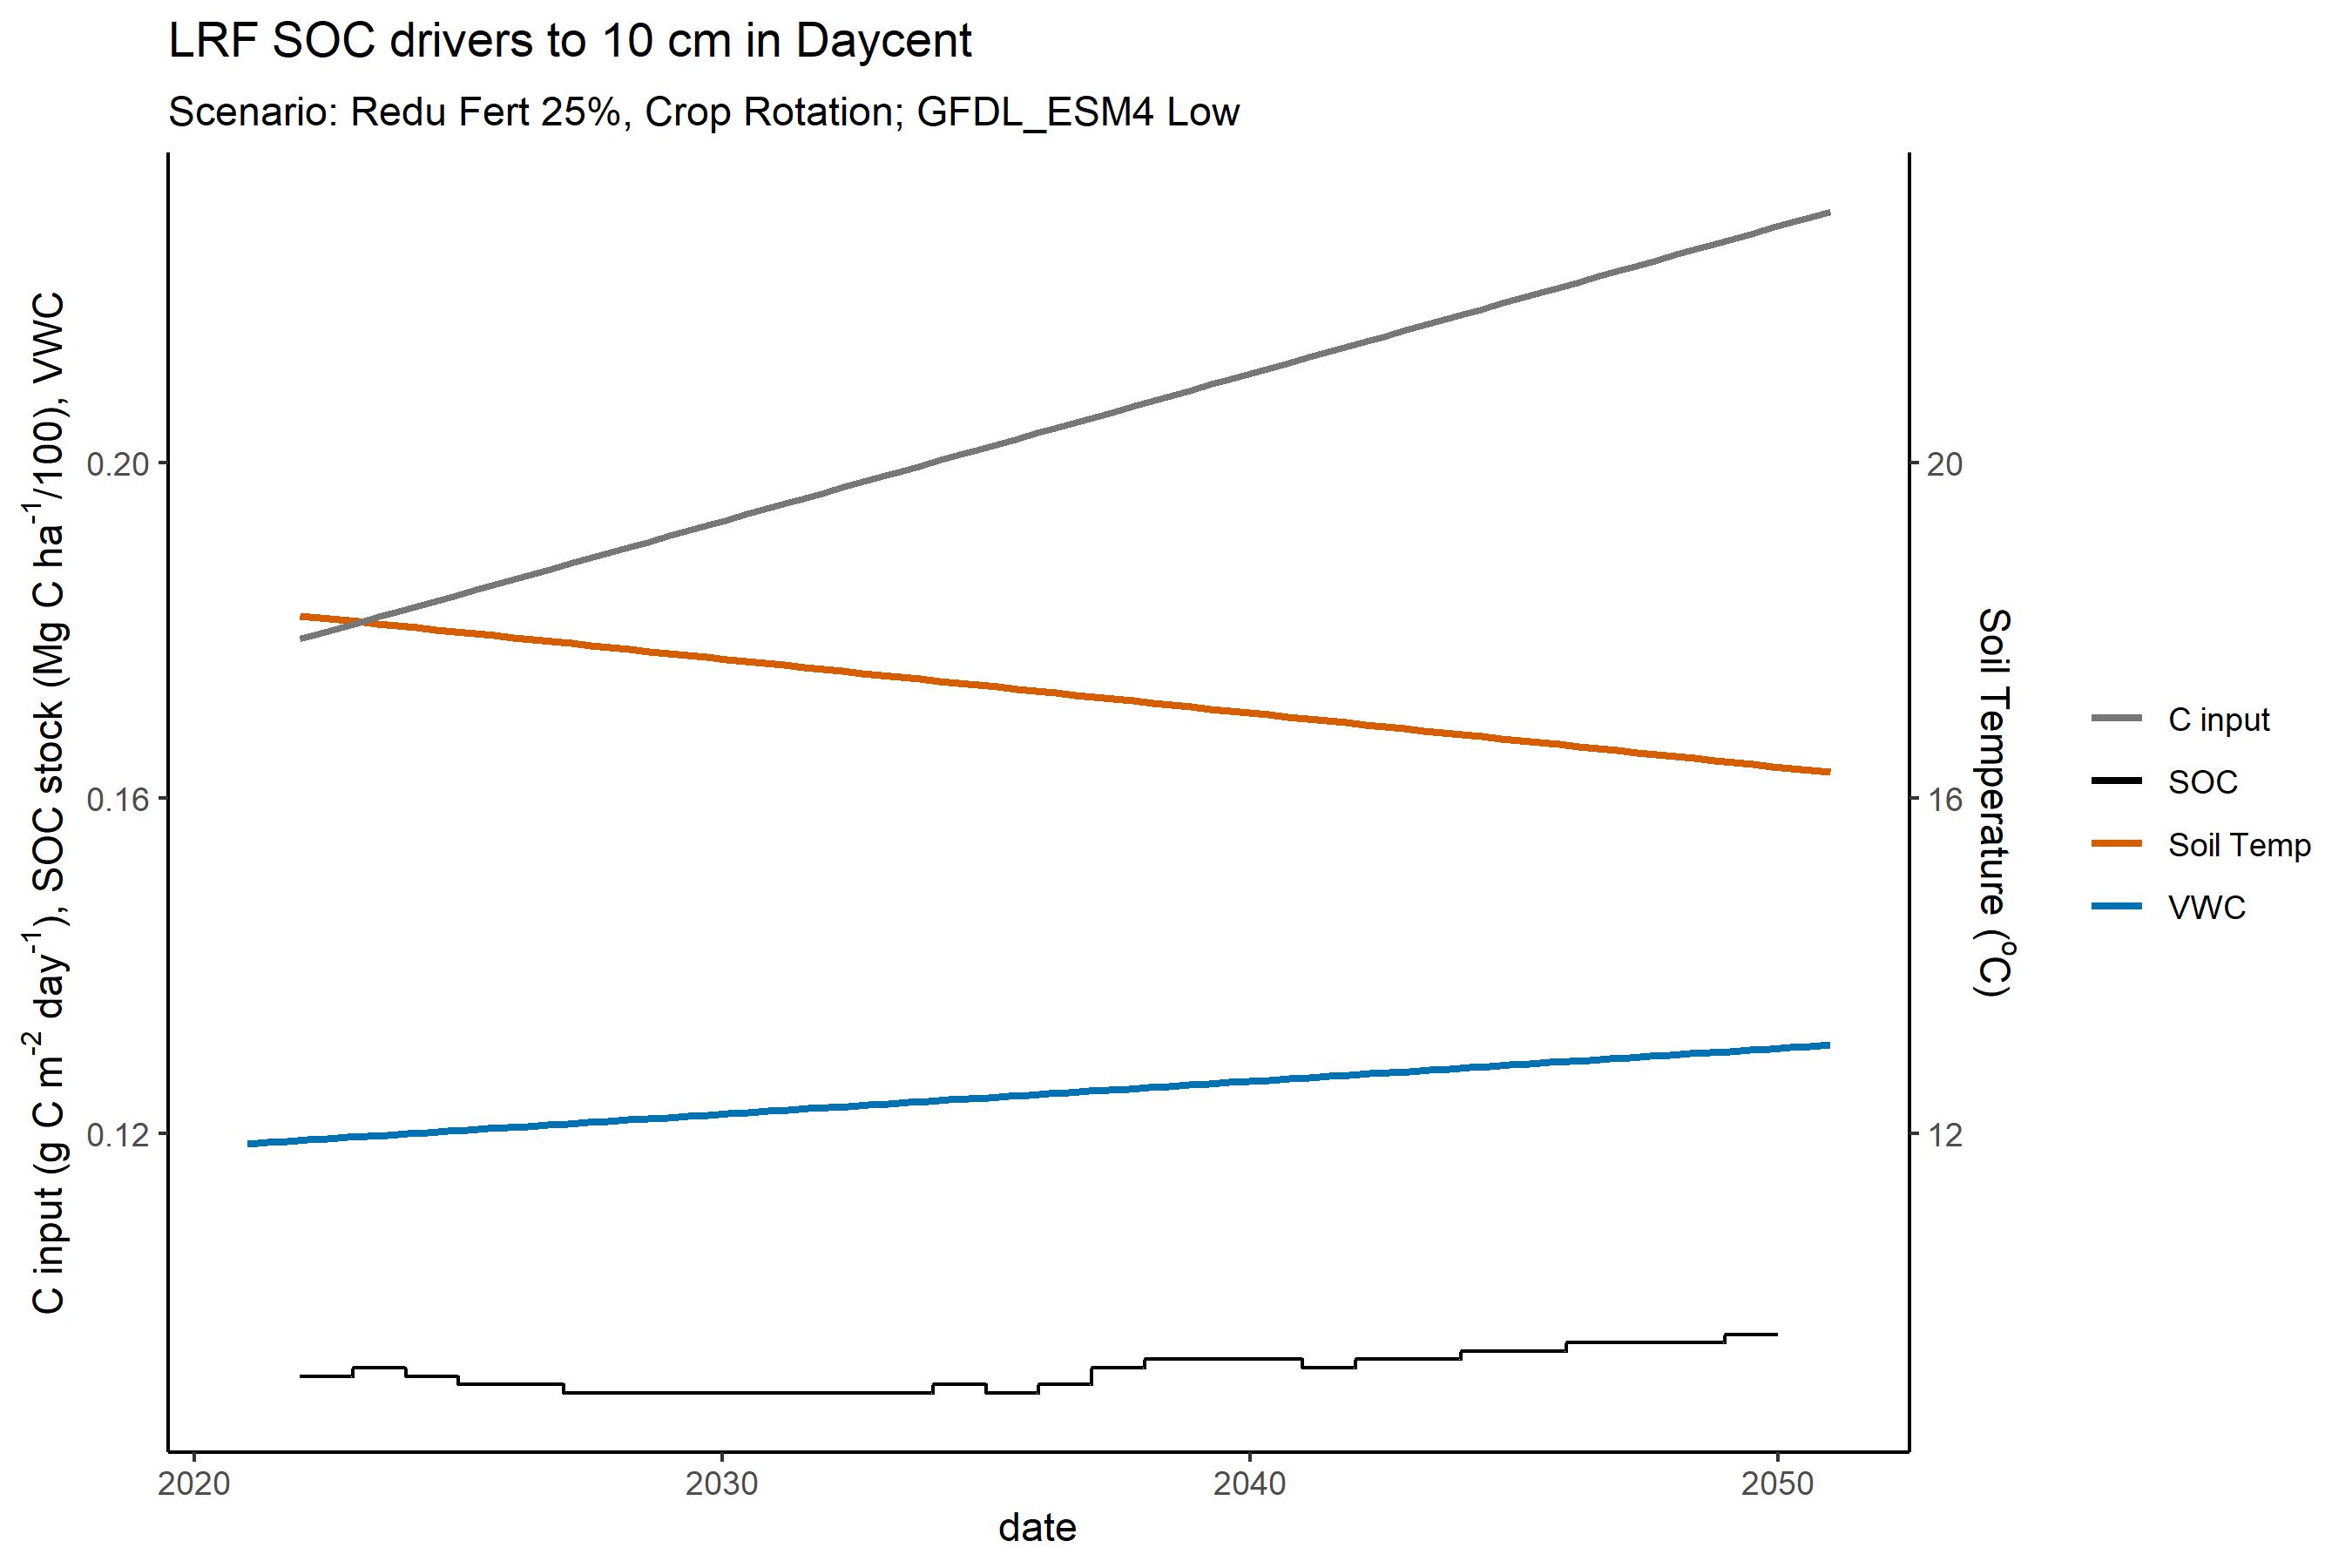 LRF SOC drivers to 10 cm in Daycent
Scenario: Redu Fert 25%, Crop Rotation; GFDL_ESM4 Low
C input (g C m⁻² day⁻¹), SOC stock (Mg C ha⁻¹/100), VWC
0.20
0.16
0.12
20
16
12
Soil Temperature (°C)
C input
SOC
Soil Temp
VWC
2020
2030
2040
2050
date